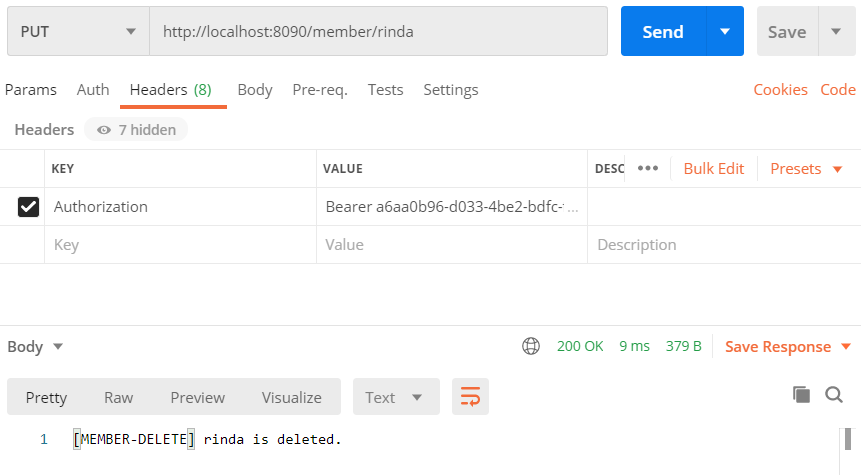 PUT http://localhost:8090/member/rinda Send Save
Params Auth Headers (8) Body Pre-req. Tests Settings Cookies Code
Headers 7 hidden
KEY VALUE DESC ••• Bulk Edit Presets
Authorization Bearer a6aa0b96-d033-4be2-bdfc-...
Key Value Description
Body 200 OK 9 ms 379 B Save Response
Pretty Raw Preview Visualize Text
1 [MEMBER-DELETE] rinda is deleted.